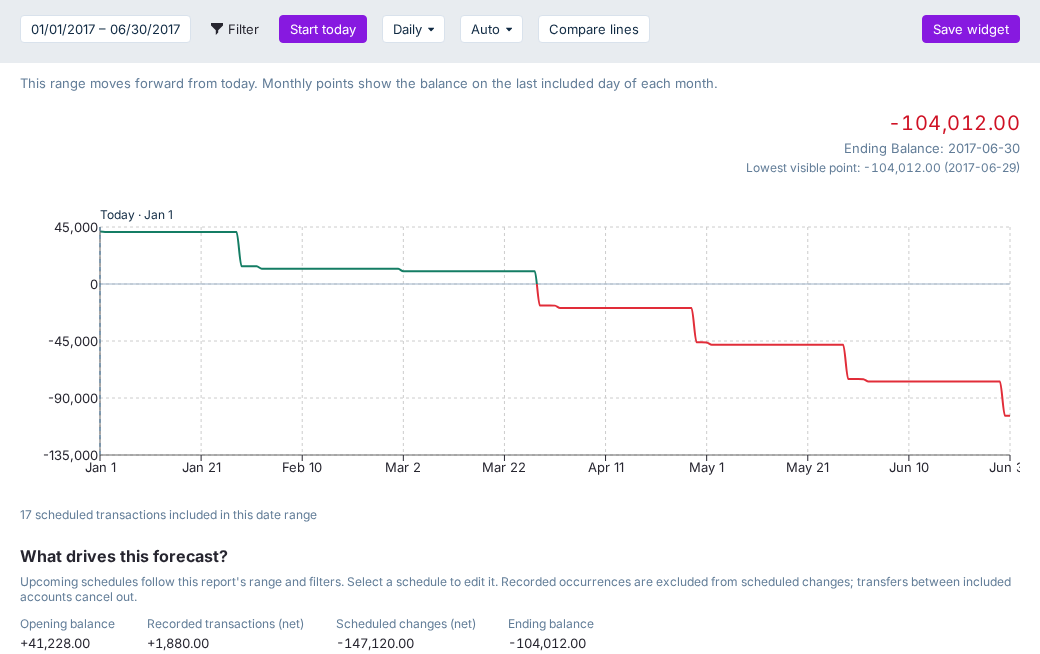 01/01/2017 – 06/30/2017 Filter Start today Daily Auto Compare lines Save widget
This range moves forward from today. Monthly points show the balance on the last included day of each month.
-104,012.00
Ending Balance: 2017-06-30
Lowest visible point: -104,012.00 (2017-06-29)
Today · Jan 1
45,000
0
-45,000
-90,000
-135,000
Jan 1 Jan 21 Feb 10 Mar 2 Mar 22 Apr 11 May 1 May 21 Jun 10 Jun
17 scheduled transactions included in this date range
What drives this forecast?
Upcoming schedules follow this report's range and filters. Select a schedule to edit it. Recorded occurrences are excluded from scheduled changes; transfers between included
accounts cancel out.
Opening balance Recorded transactions (net) Scheduled changes (net) Ending balance
+41,228.00 +1,880.00 -147,120.00 -104,012.00